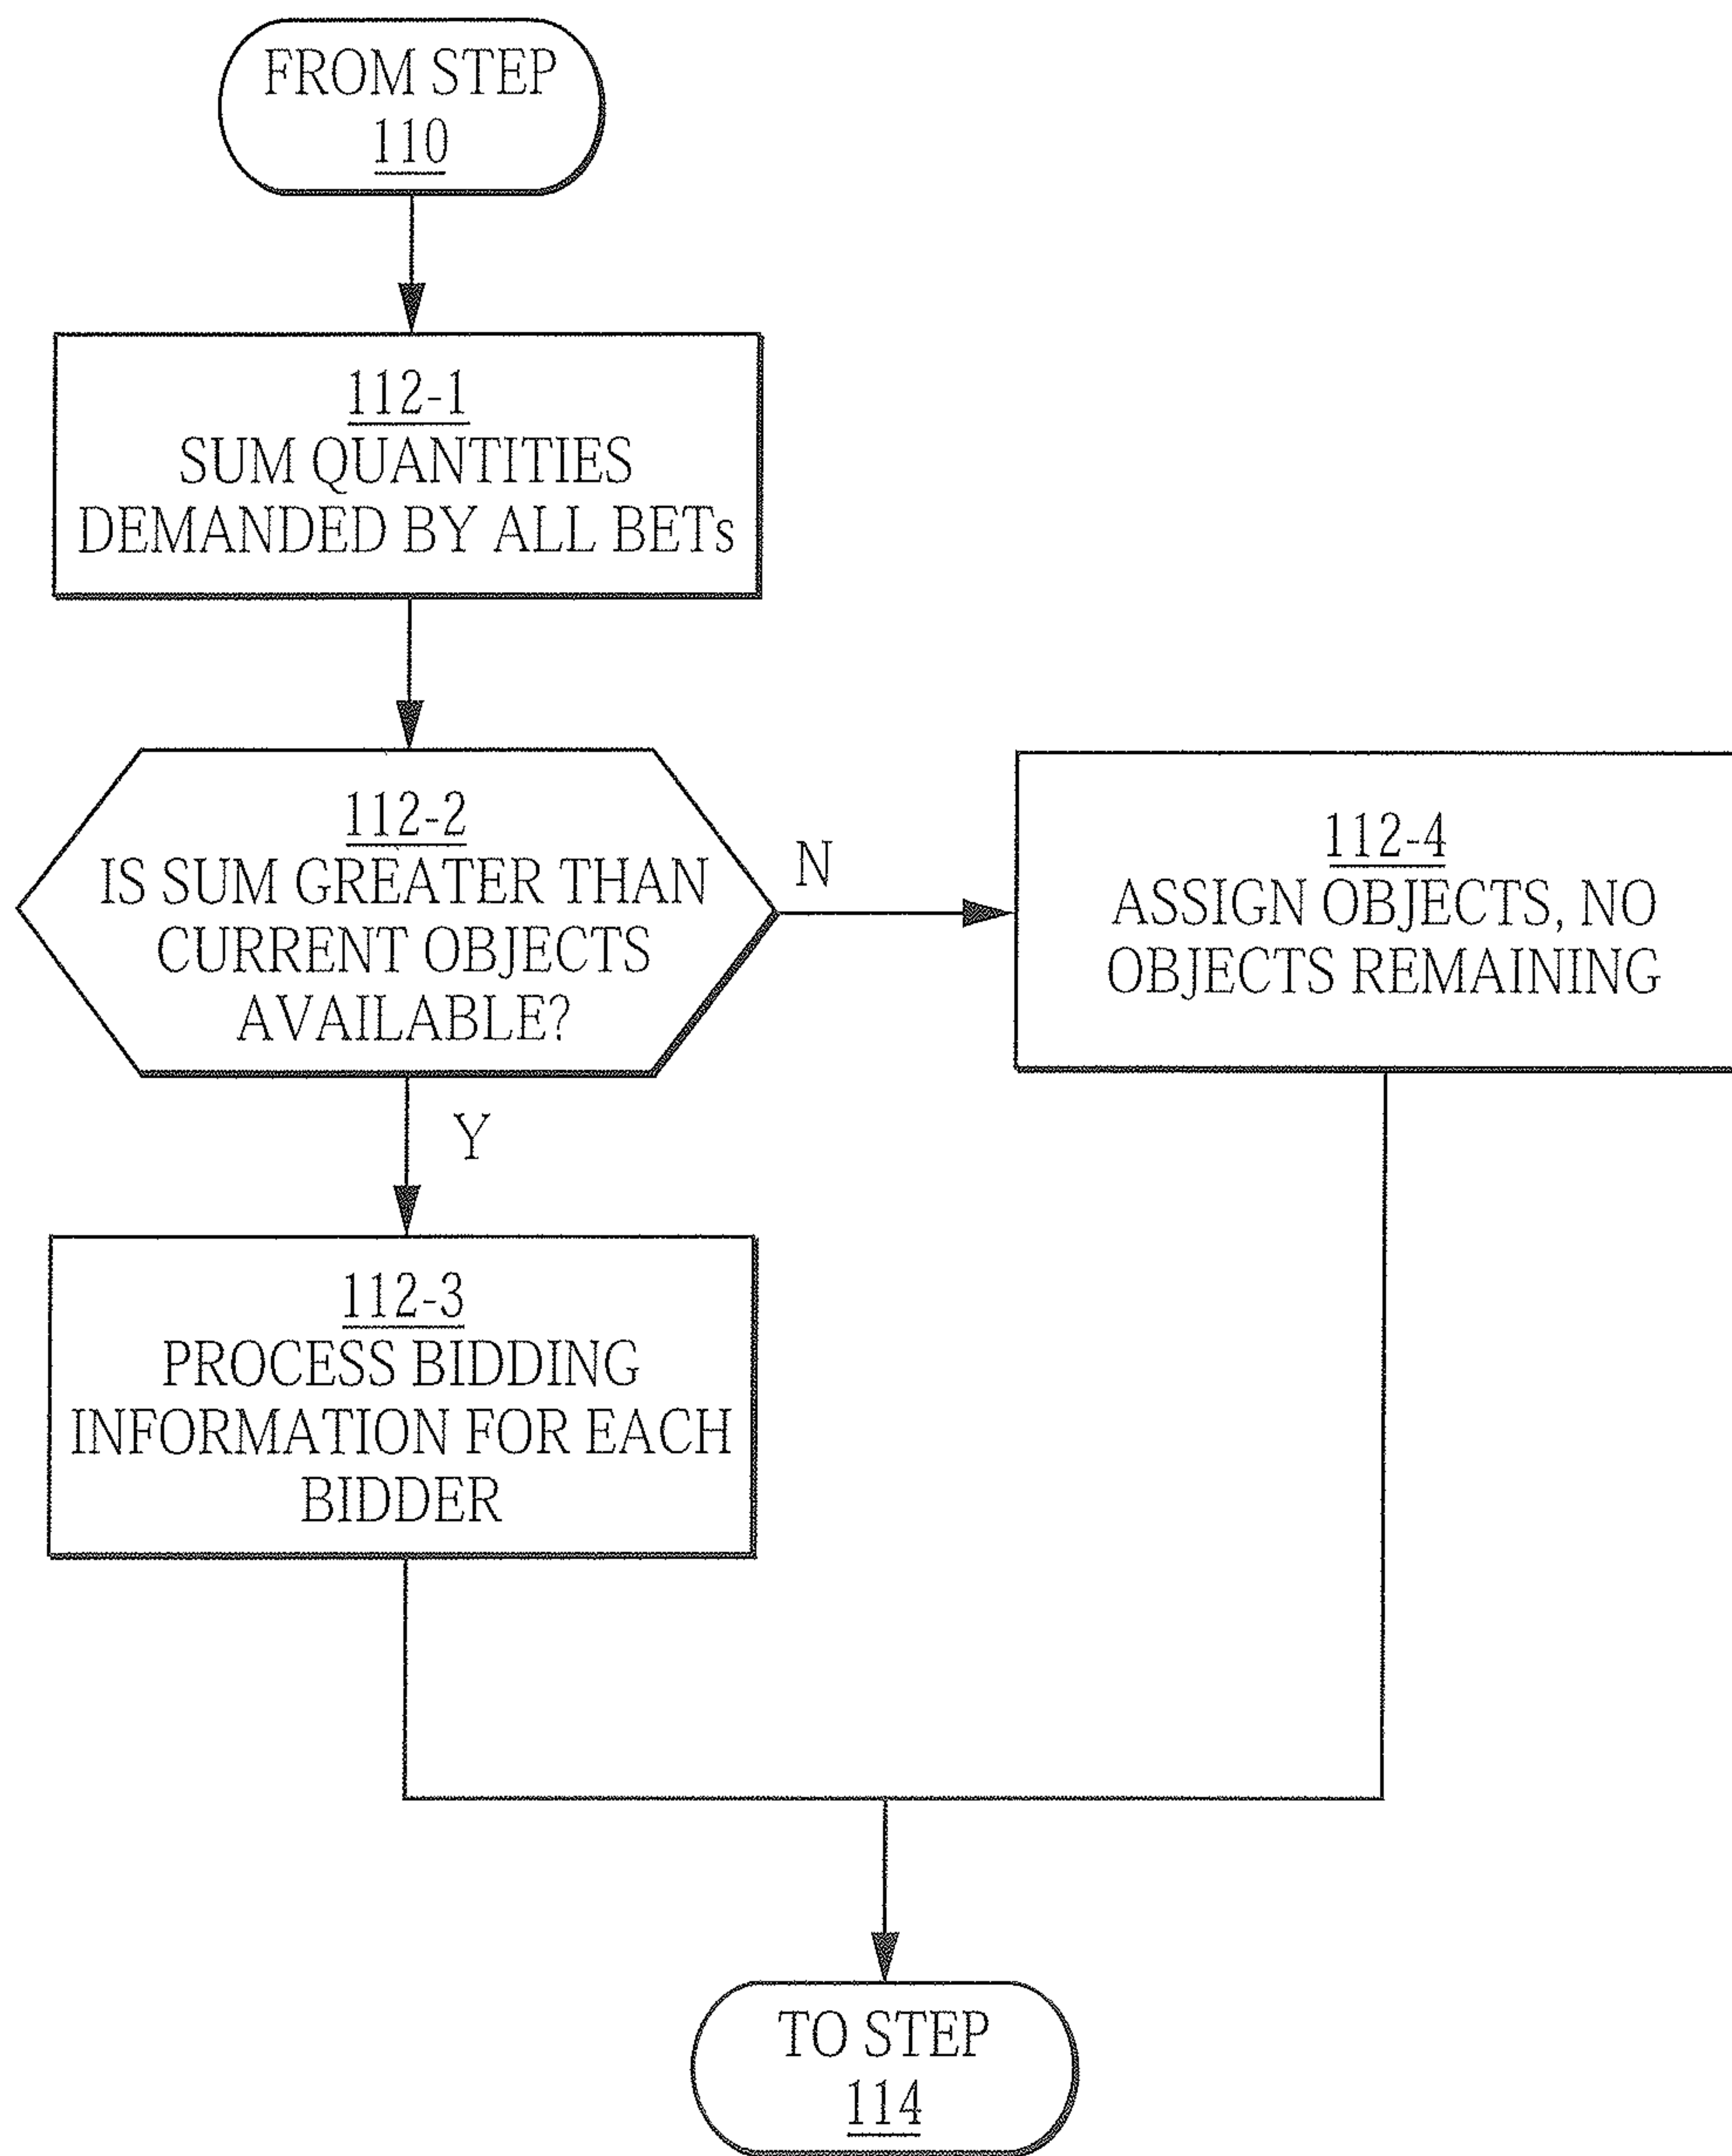 FROM STEP
110
112-1
SUM QUANTITIES
DEMANDED BY ALL BETs
112-2
IS SUM GREATER THAN
CURRENT OBJECTS
AVAILABLE?
N
112-4
ASSIGN OBJECTS, NO
OBJECTS REMAINING
Y
112-3
PROCESS BIDDING
INFORMATION FOR EACH
BIDDER
TO STEP
114